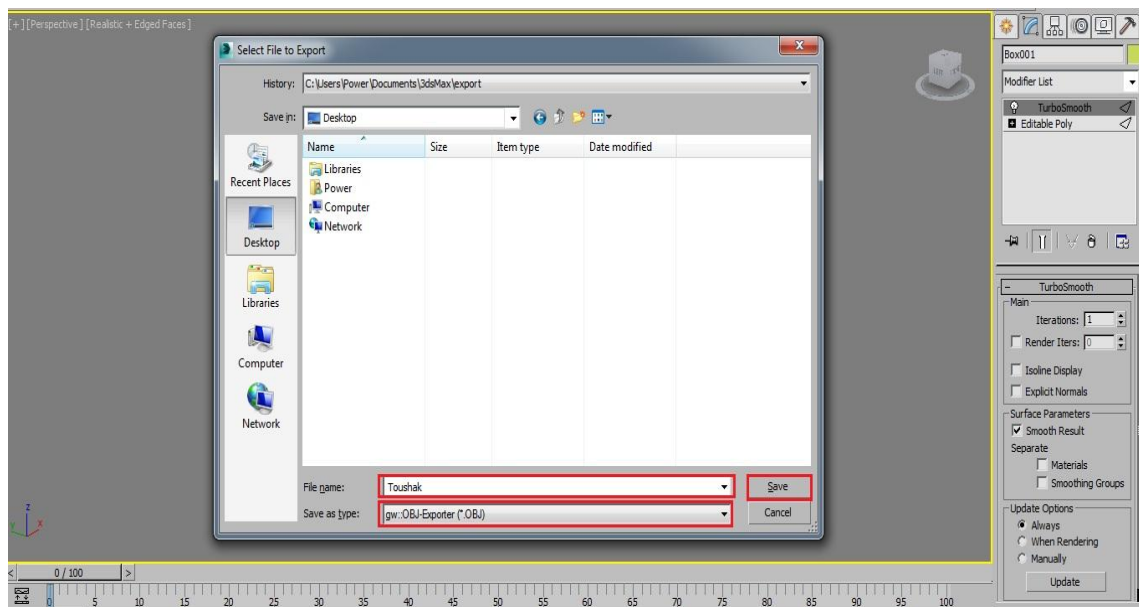 [+][Perspective][Realistic + Edged Faces]
Select File to Export
History: C:\Users\Power\Documents\3dsMax\export
Save in: Desktop
Name Size Item type Date modified
Libraries
Power
Computer
Network
Recent Places
Desktop
Libraries
Computer
Network
File name: Toushak Save
Save as type: gw::OBJ-Exporter (*.OBJ) Cancel
Box001
Modifier List
TurboSmooth
Editable Poly
TurboSmooth
Main
Iterations: 1
Render Iters: 0
Isoline Display
Explicit Normals
Surface Parameters
Smooth Result
Separate
Materials
Smoothing Groups
Update Options
Always
When Rendering
Manually
Update
z
y x
0 / 100
0 5 10 15 20 25 30 35 40 45 50 55 60 65 70 75 80 85 90 95 100